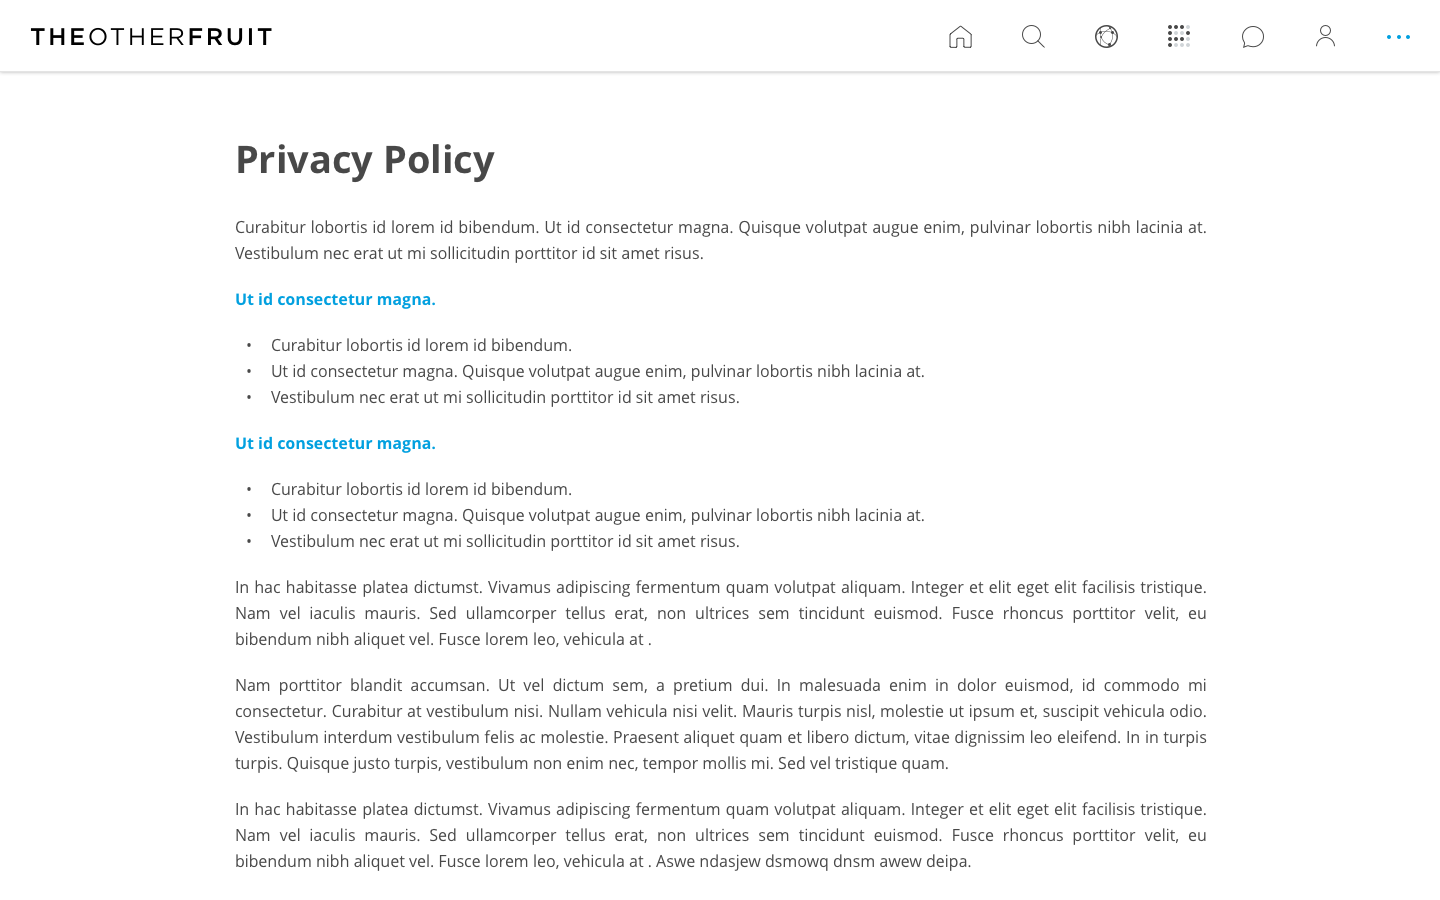 THEOTHERFRUIT
Privacy Policy
Curabitur lobortis id lorem id bibendum. Ut id consectetur magna. Quisque volutpat augue enim, pulvinar lobortis nibh lacinia at.
Vestibulum nec erat ut mi sollicitudin porttitor id sit amet risus.
Ut id consectetur magna.
• Curabitur lobortis id lorem id bibendum.
• Ut id consectetur magna. Quisque volutpat augue enim, pulvinar lobortis nibh lacinia at.
• Vestibulum nec erat ut mi sollicitudin porttitor id sit amet risus.
Ut id consectetur magna.
• Curabitur lobortis id lorem id bibendum.
• Ut id consectetur magna. Quisque volutpat augue enim, pulvinar lobortis nibh lacinia at.
• Vestibulum nec erat ut mi sollicitudin porttitor id sit amet risus.
In hac habitasse platea dictumst. Vivamus adipiscing fermentum quam volutpat aliquam. Integer et elit eget elit facilisis tristique.
Nam vel iaculis mauris. Sed ullamcorper tellus erat, non ultrices sem tincidunt euismod. Fusce rhoncus porttitor velit, eu
bibendum nibh aliquet vel. Fusce lorem leo, vehicula at .
Nam porttitor blandit accumsan. Ut vel dictum sem, a pretium dui. In malesuada enim in dolor euismod, id commodo mi
consectetur. Curabitur at vestibulum nisi. Nullam vehicula nisi velit. Mauris turpis nisl, molestie ut ipsum et, suscipit vehicula odio.
Vestibulum interdum vestibulum felis ac molestie. Praesent aliquet quam et libero dictum, vitae dignissim leo eleifend. In in turpis
turpis. Quisque justo turpis, vestibulum non enim nec, tempor mollis mi. Sed vel tristique quam.
In hac habitasse platea dictumst. Vivamus adipiscing fermentum quam volutpat aliquam. Integer et elit eget elit facilisis tristique.
Nam vel iaculis mauris. Sed ullamcorper tellus erat, non ultrices sem tincidunt euismod. Fusce rhoncus porttitor velit, eu
bibendum nibh aliquet vel. Fusce lorem leo, vehicula at . Aswe ndasjew dsmowq dnsm awew deipa.